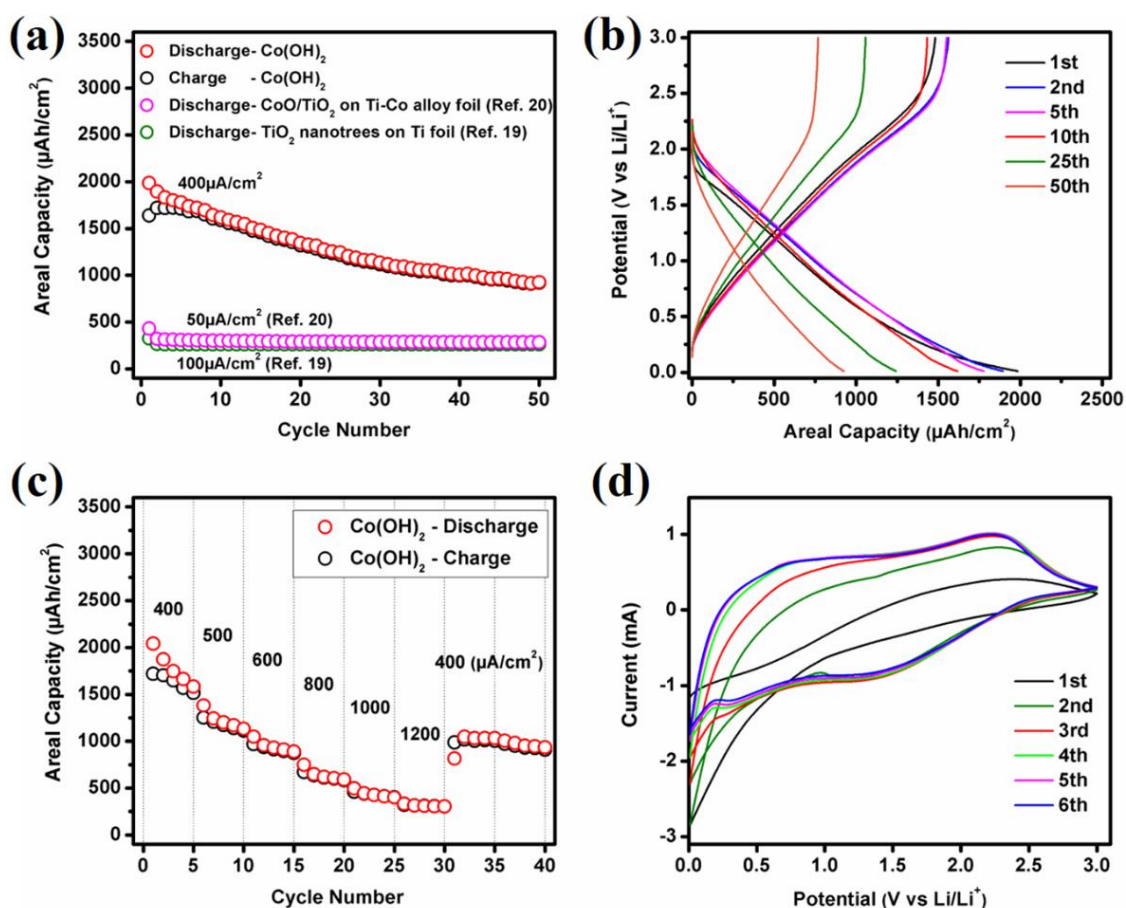 (a)
3500
3000
2500
2000
1500
1000
500
0
Areal Capacity (µAh/cm²)
Discharge- Co(OH)₂
Charge - Co(OH)₂
Discharge- CoO/TiO₂ on Ti-Co alloy foil (Ref. 20)
Discharge- TiO₂ nanotrees on Ti foil (Ref. 19)
400µA/cm²
50µA/cm² (Ref. 20)
100µA/cm² (Ref. 19)
0 10 20 30 40 50
Cycle Number
(b)
3.0
2.5
2.0
1.5
1.0
0.5
0.0
Potential (V vs Li/Li⁺)
1st
2nd
5th
10th
25th
50th
0 500 1000 1500 2000 2500
Areal Capacity (µAh/cm²)
(c)
3500
3000
2500
2000
1500
1000
500
0
Areal Capacity (µAh/cm²)
Co(OH)₂ - Discharge
Co(OH)₂ - Charge
400
500
600
800
1000
1200
400 (µA/cm²)
0 5 10 15 20 25 30 35 40
Cycle Number
(d)
1
0
-1
-2
-3
Current (mA)
1st
2nd
3rd
4th
5th
6th
0.0 0.5 1.0 1.5 2.0 2.5 3.0
Potential (V vs Li/Li⁺)